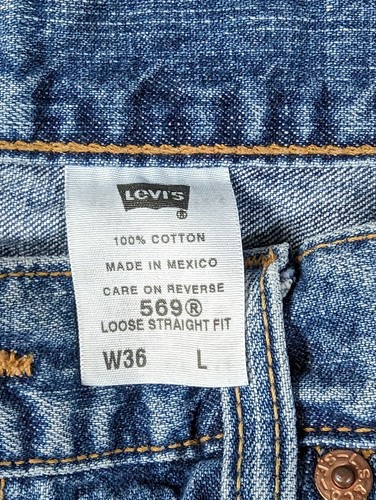 Levi's
®
100% COTTON
MADE IN MEXICO
CARE ON REVERSE
569®
LOOSE STRAIGHT FIT
W36 L